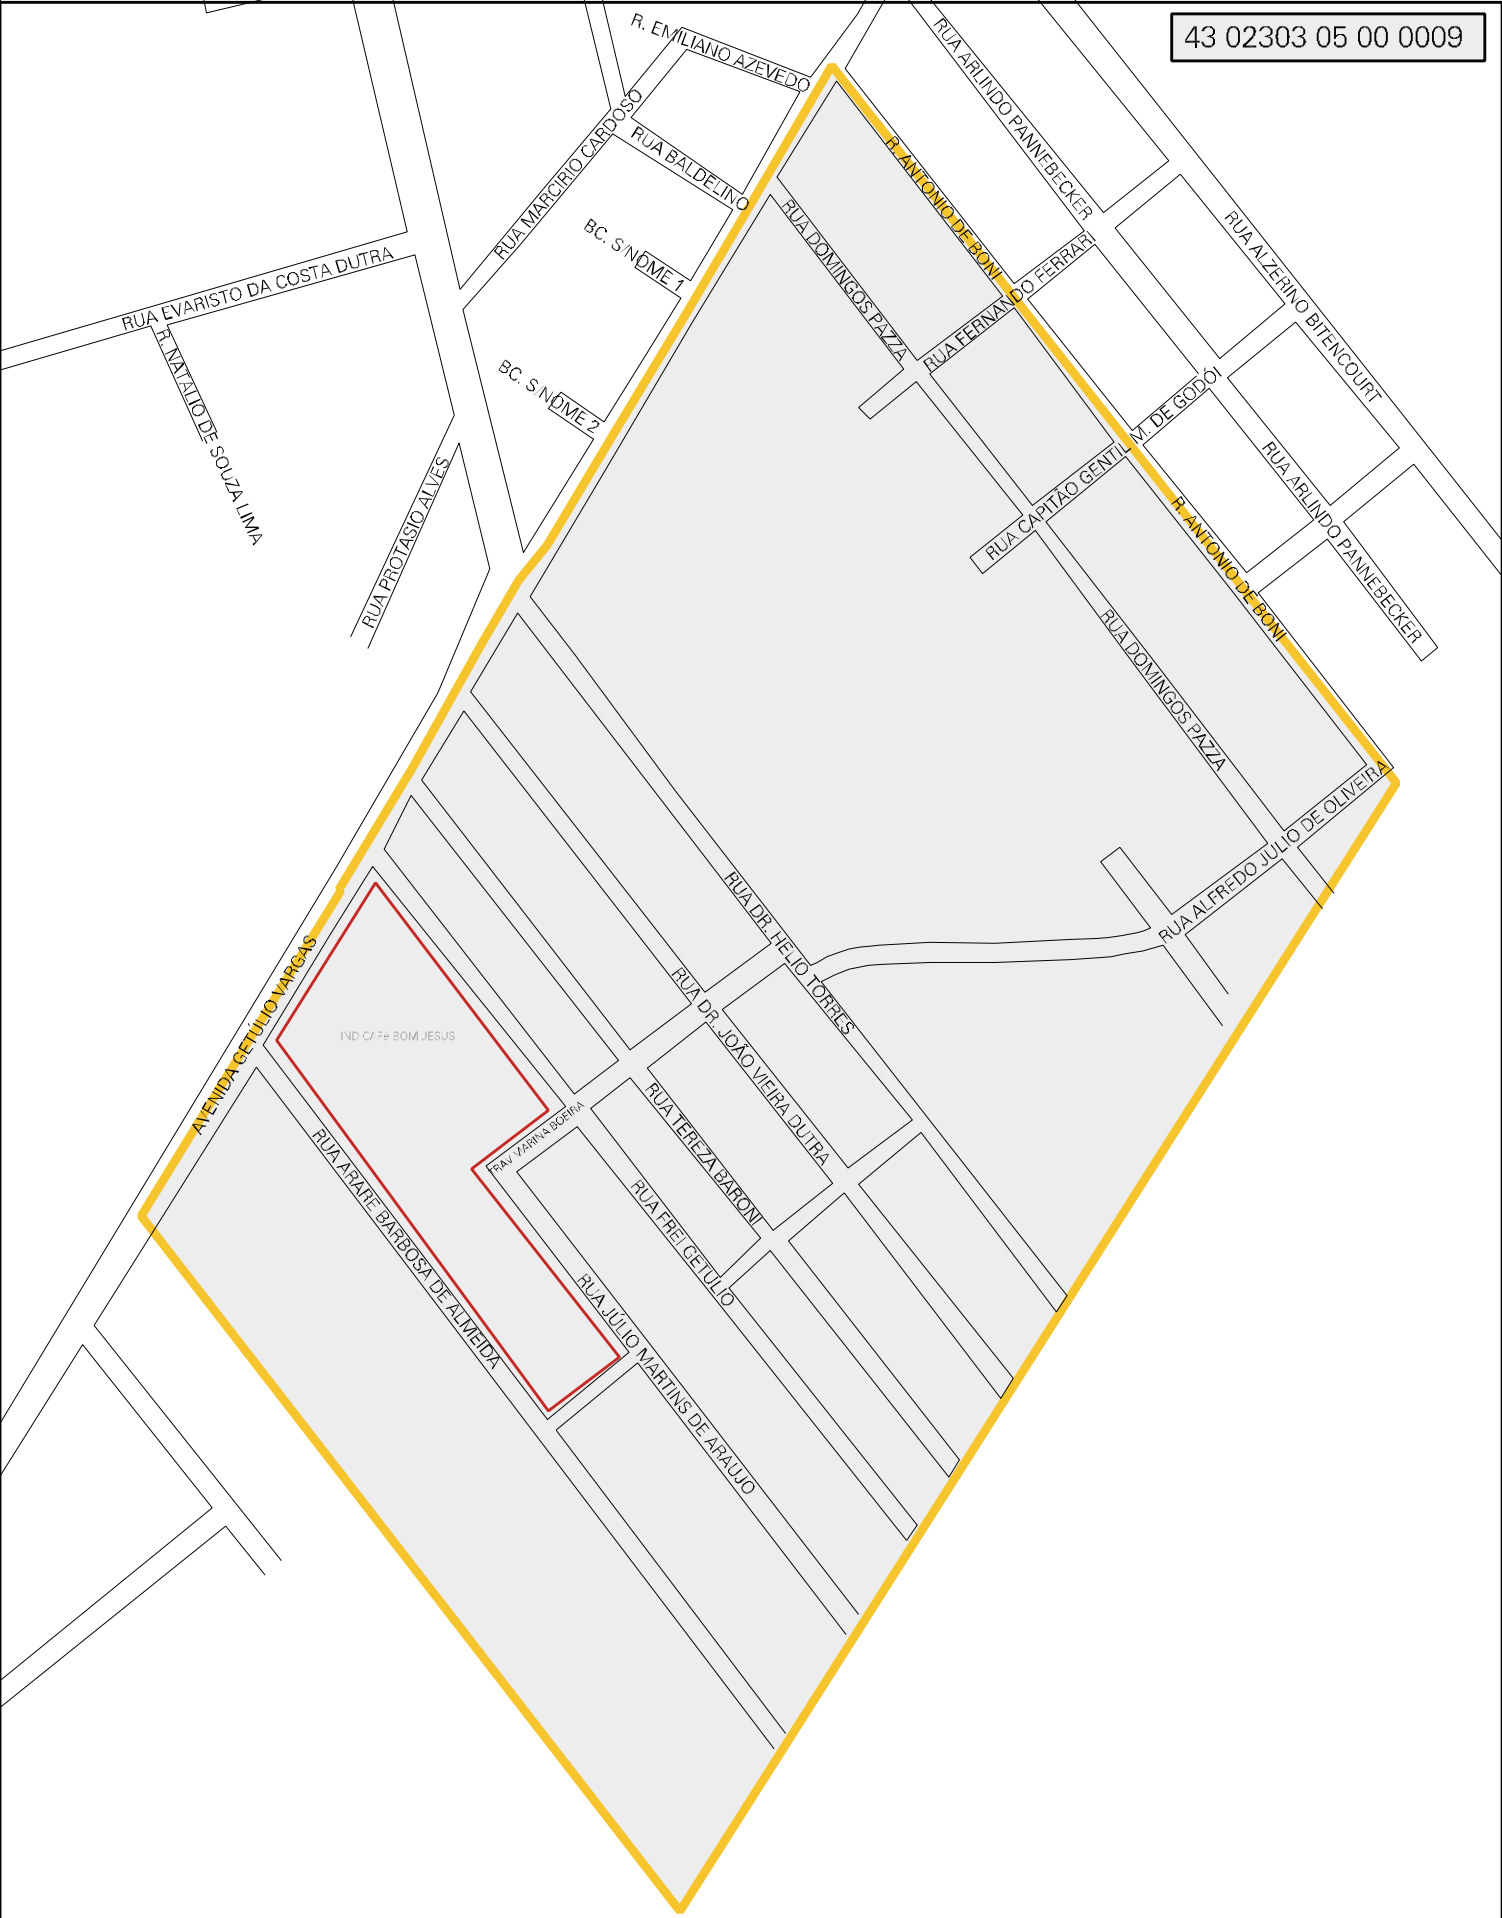 43 02303 05 00 0009
R. EMILIANO AZEVEDO
RUA ARLINDO PANNEBECKER
RUA MARCIRIO CARDOSO
RUA BALDELINO
R. ANTONIO DE BONI
RUA DOMINGOS PAZZA
BC. S/NOME 1
RUA ALZERINO BITENCOURT
RUA EVARISTO DA COSTA DUTRA
RUA FERNANDO FERRARI
R. NATALIO DE SOUZA LIMA
BC. S/NOME 2
RUA CAPITÃO GENTIL M. DE GODÓI
RUA ARLINDO PANNEBECKER
RUA PROTASIO ALVES
R. ANTONIO DE BONI
RUA DOMINGOS PAZZA
RUA ALFREDO JULIO DE OLIVEIRA
RUA DR. HELIO TORRES
AVENIDA GETÚLIO VARGAS
RUA DR. JOÃO VIEIRA DUTRA
IND CAFé BOM JESUS
RUA TEREZA BARONI
TRAV MARINA BOEIRA
RUA ARARE BARBOSA DE ALMEIDA
RUA FREI GETULIO
RUA JÚLIO MARTINS DE ARAUJO